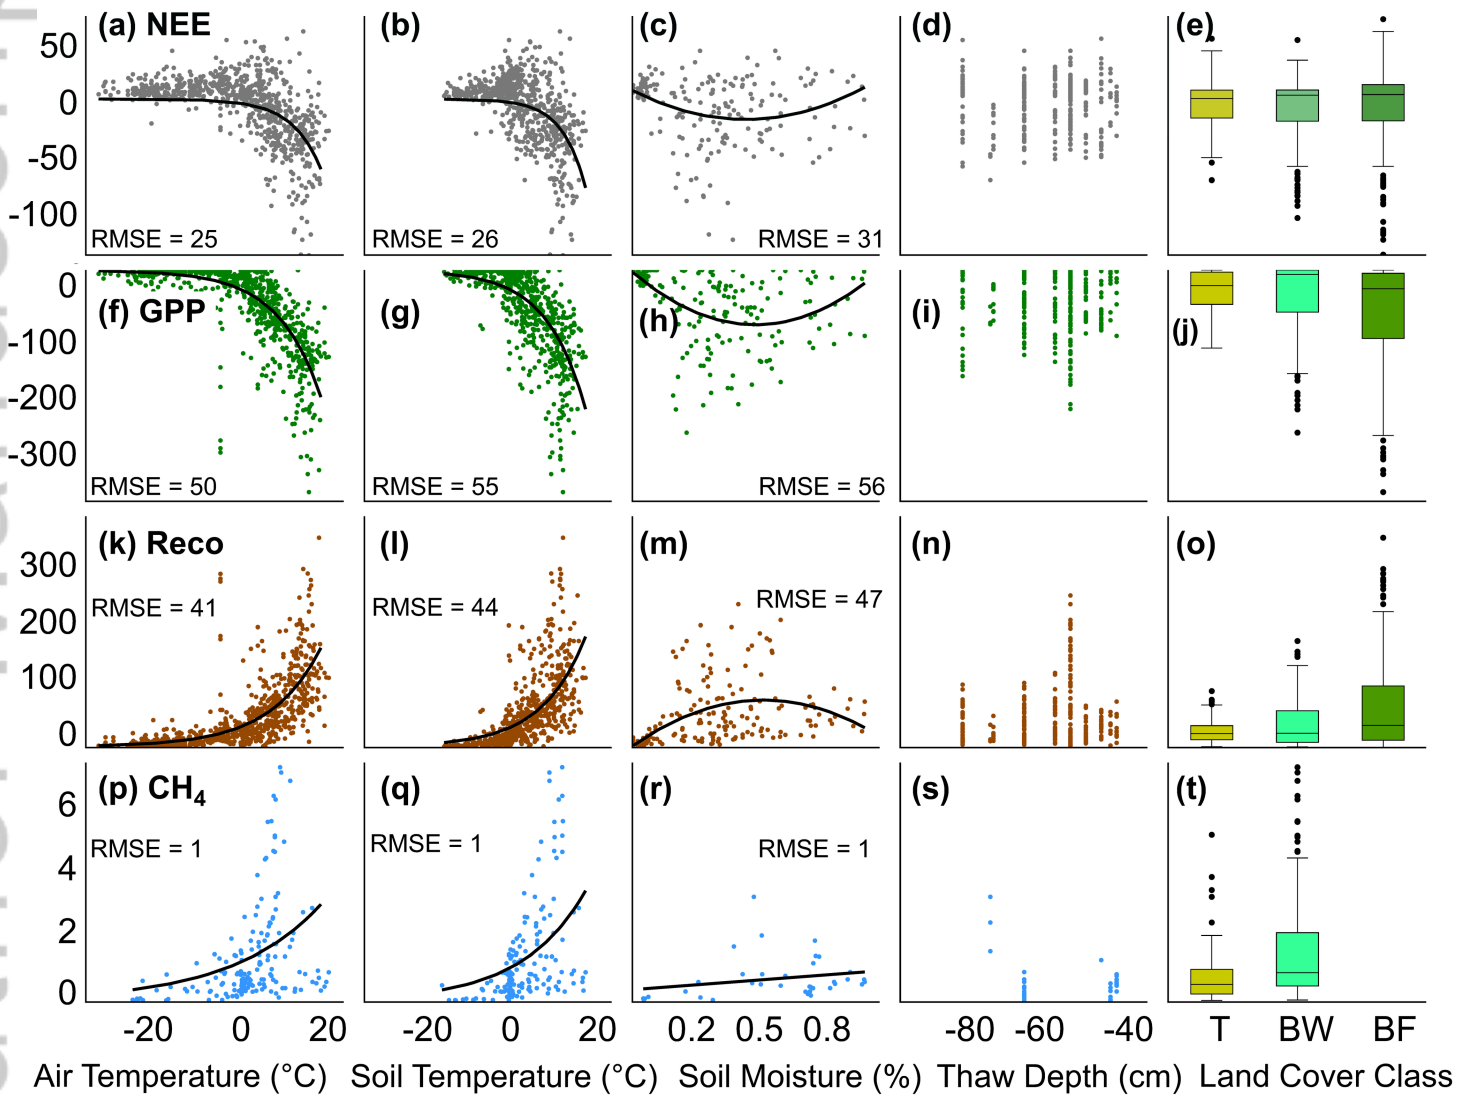 (a) NEE (b) (c) (d) (e)
50
0
-50
-100
RMSE = 25 RMSE = 26 RMSE = 31
0
(f) GPP (g) (h) (i) (j)
-100
-200
-300
RMSE = 50 RMSE = 55 RMSE = 56
(k) Reco (l) (m) (n) (o)
300
RMSE = 41 RMSE = 44 RMSE = 47
200
100
0
(p) CH4 (q) (r) (s) (t)
6
RMSE = 1 RMSE = 1 RMSE = 1
4
2
0
-20 0 20 -20 0 20 0.2 0.5 0.8 -80 -60 -40 T BW BF
Air Temperature (°C) Soil Temperature (°C) Soil Moisture (%) Thaw Depth (cm) Land Cover Class